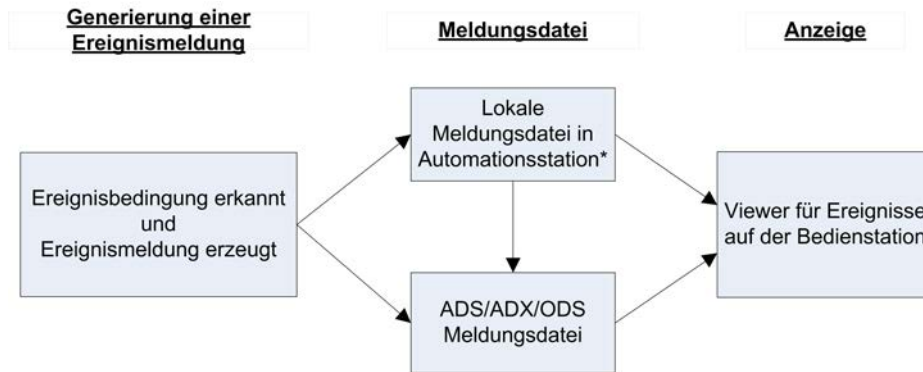 Generierung einer
Ereignismeldung
Meldungsdatei
Anzeige
Ereignisbedingung erkannt
und
Ereignismeldung erzeugt
Lokale
Meldungsdatei in
Automationsstation*
ADS/ADX/ODS
Meldungsdatei
Viewer für Ereignisse
auf der Bedienstation